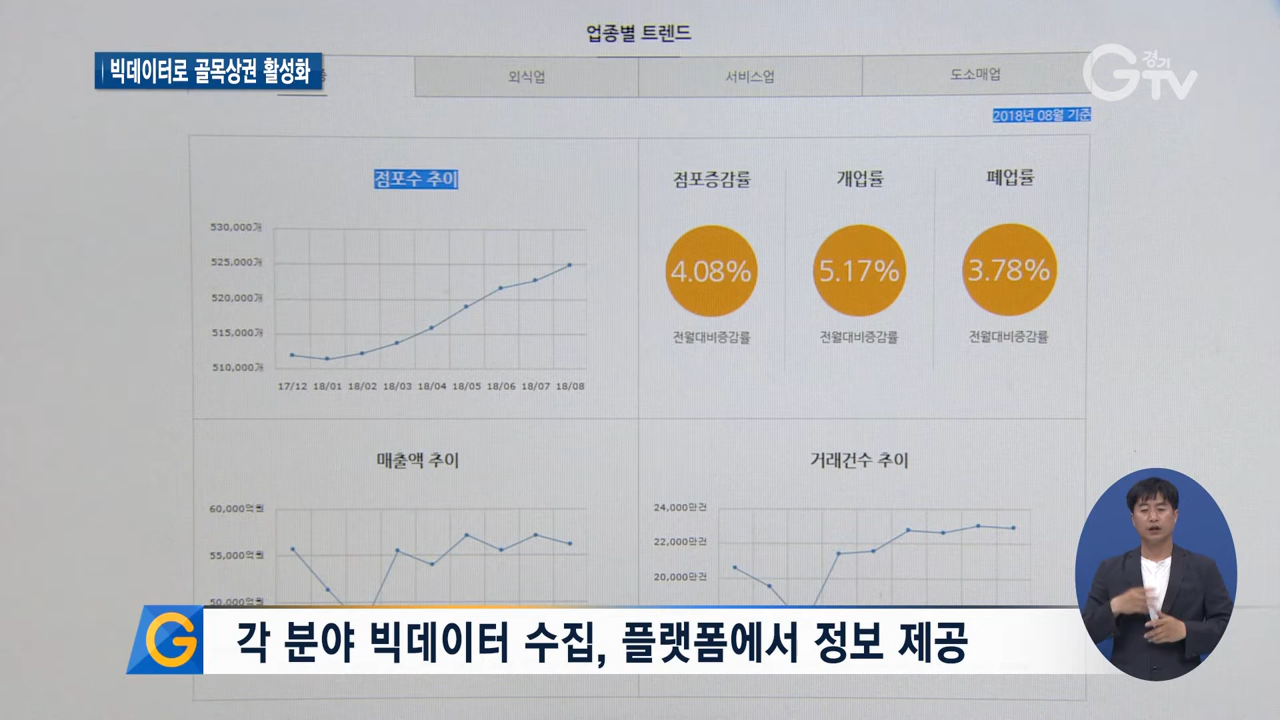 업종별 트렌드
빅데이터로 골목상권 활성화
외식업
서비스업
도소매업
경기
GTV
2018년 08월 기준
점포수 추이
530,000개
525,000개
520,000개
515,000개
510,000개
17/12 18/01 18/02 18/03 18/04 18/05 18/06 18/07 18/08
점포증감률
개업률
폐업률
4.08%
5.17%
3.78%
전월대비증감률
전월대비증감률
전월대비증감률
매출액 추이
60,000억원
55,000억원
50,000억원
거래건수 추이
24,000만건
22,000만건
20,000만건
G
각 분야 빅데이터 수집, 플랫폼에서 정보 제공